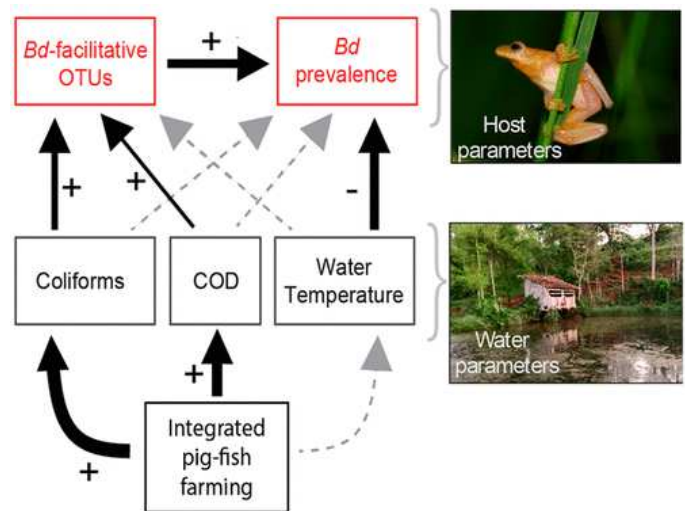 Bd-facilitative
OTUs
+
Bd
prevalence
Host
parameters
+
+
-
Coliforms
COD
Water
Temperature
Water
parameters
+
+
Integrated
pig-fish
farming